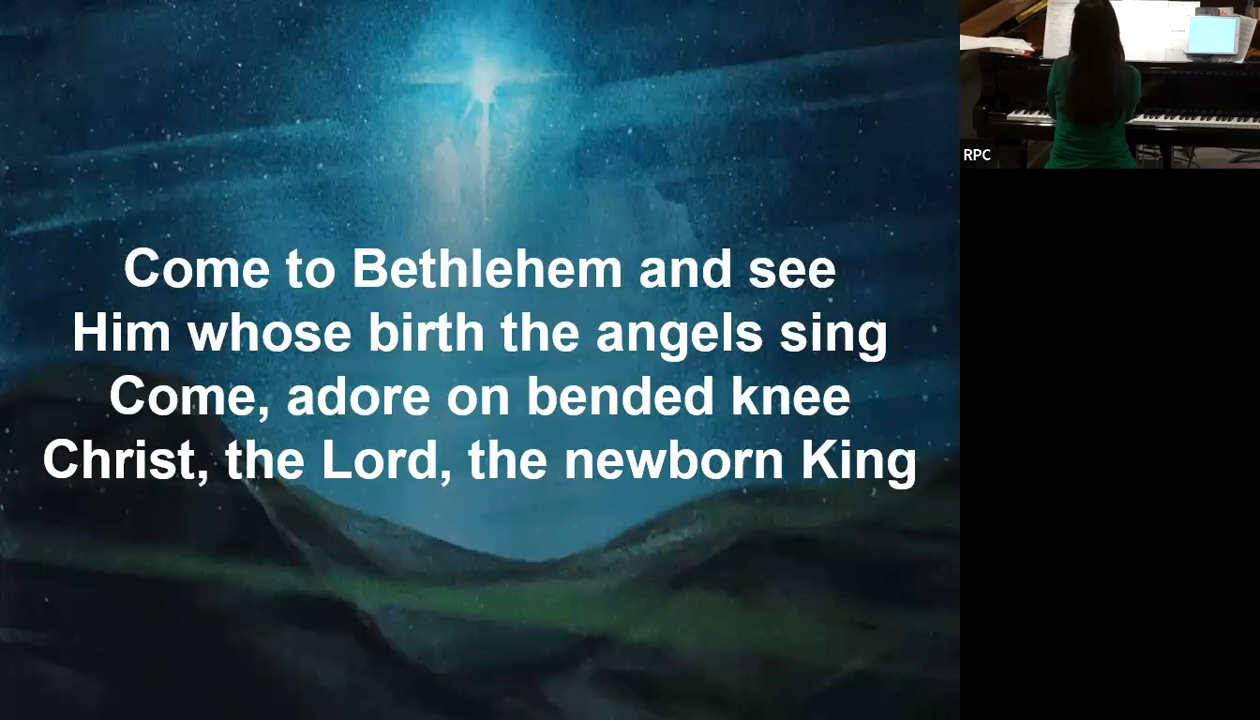 Come to Bethlehem and see
Him whose birth the angels sing
Come, adore on bended knee
Christ, the Lord, the newborn King
RPC